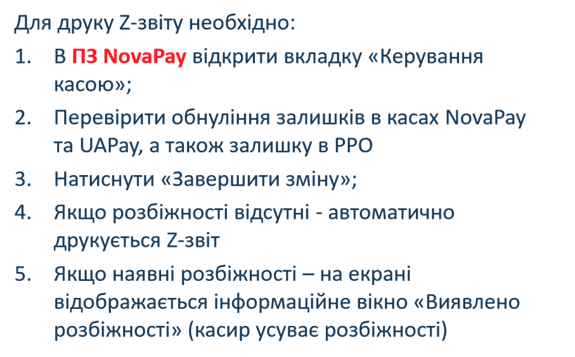 Для друку Z-звіту необхідно:
1. В ПЗ NovaPay відкрити вкладку «Керування
касою»;
2. Перевірити обнуління залишків в касах NovaPay
та UAPay, а також залишку в РРО
3. Натиснути «Завершити зміну»;
4. Якщо розбіжності відсутні - автоматично
друкується Z-звіт
5. Якщо наявні розбіжності – на екрані
відображається інформаційне вікно «Виявлено
розбіжності» (касир усуває розбіжності)